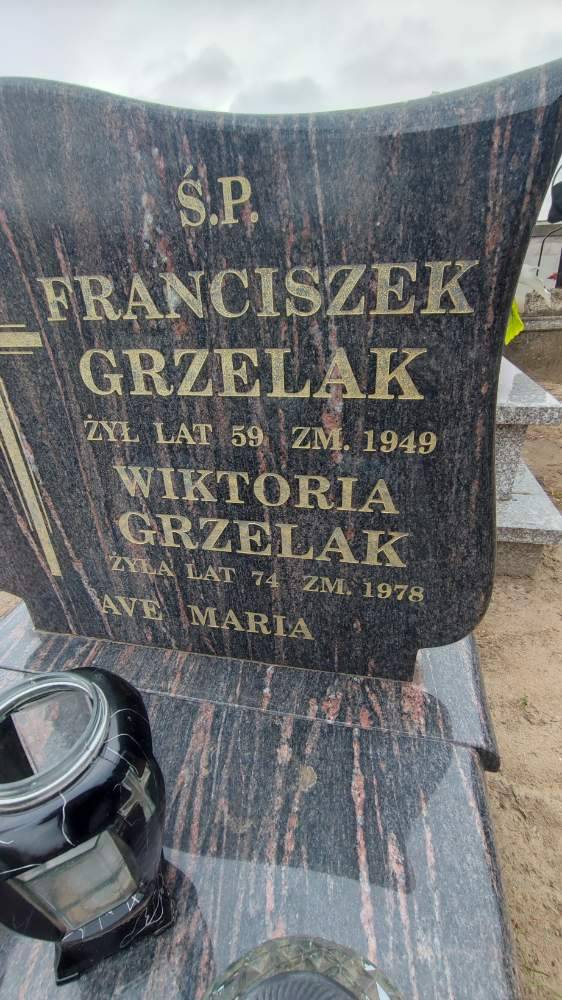 Ś.P.
FRANCISZEK
GRZELAK
ŻYŁ LAT 59 ZM. 1949
WIKTORIA
GRZELAK
ŻYŁA LAT 74 ZM. 1978
AVE MARIA